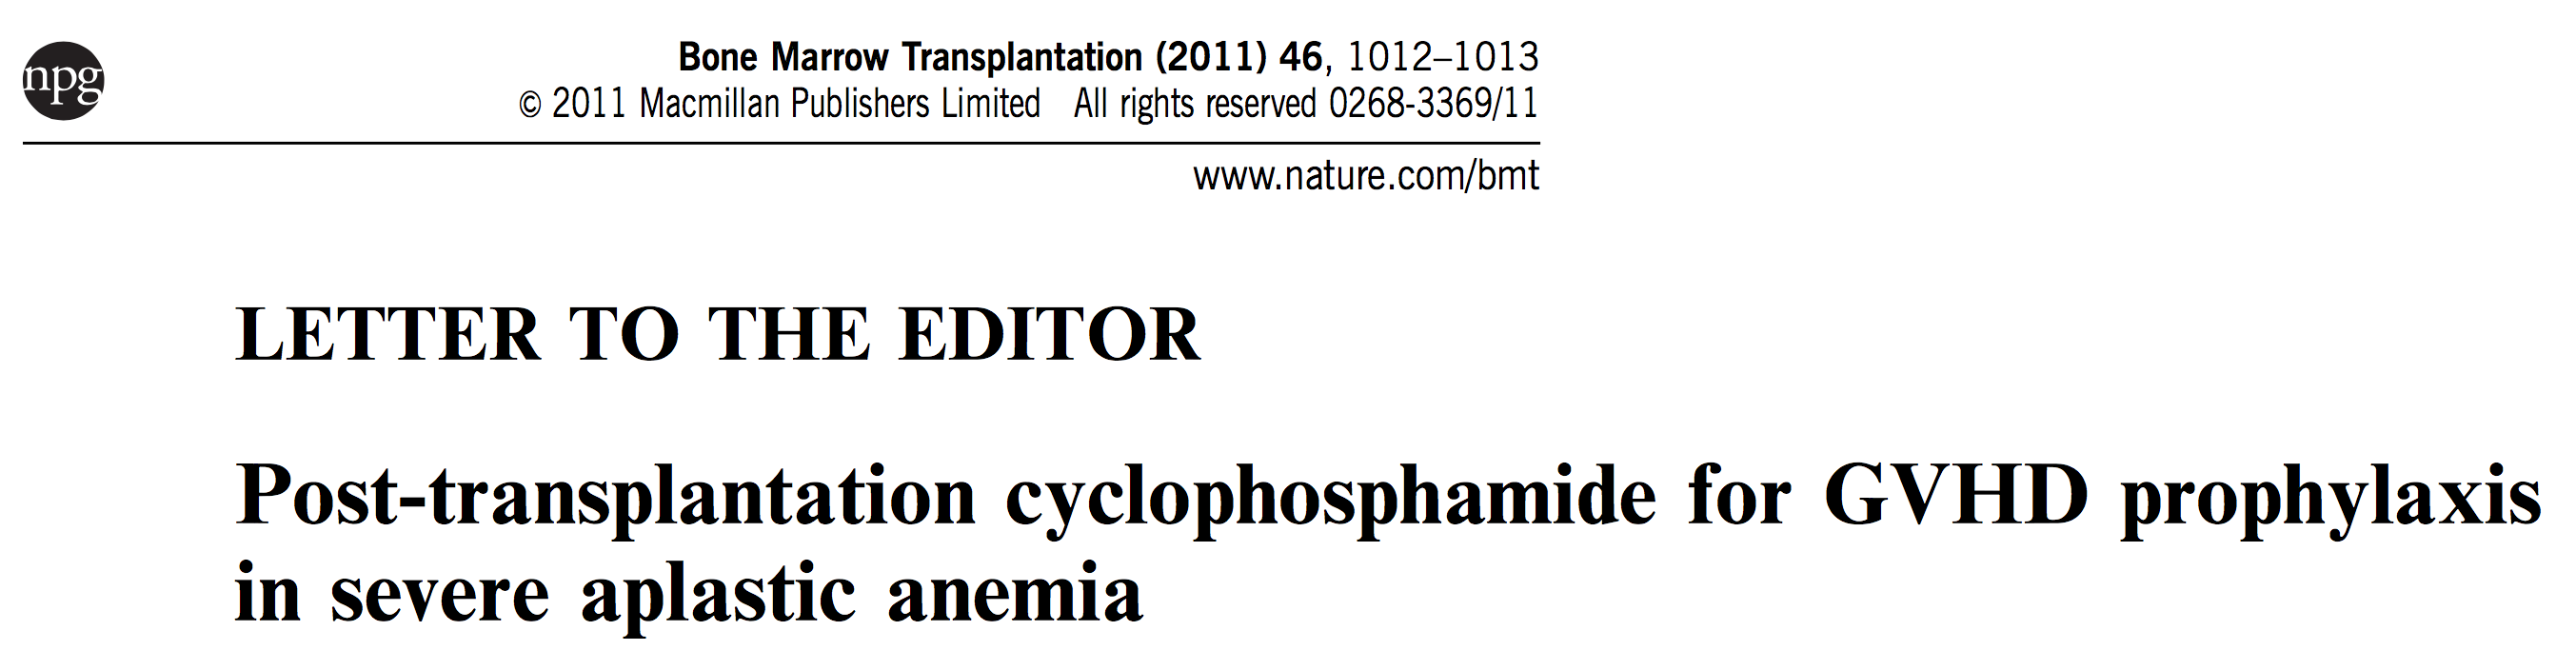 npg
Bone Marrow Transplantation (2011) 46, 1012–1013
© 2011 Macmillan Publishers Limited All rights reserved 0268-3369/11
www.nature.com/bmt
LETTER TO THE EDITOR
Post-transplantation cyclophosphamide for GVHD prophylaxis
in severe aplastic anemia